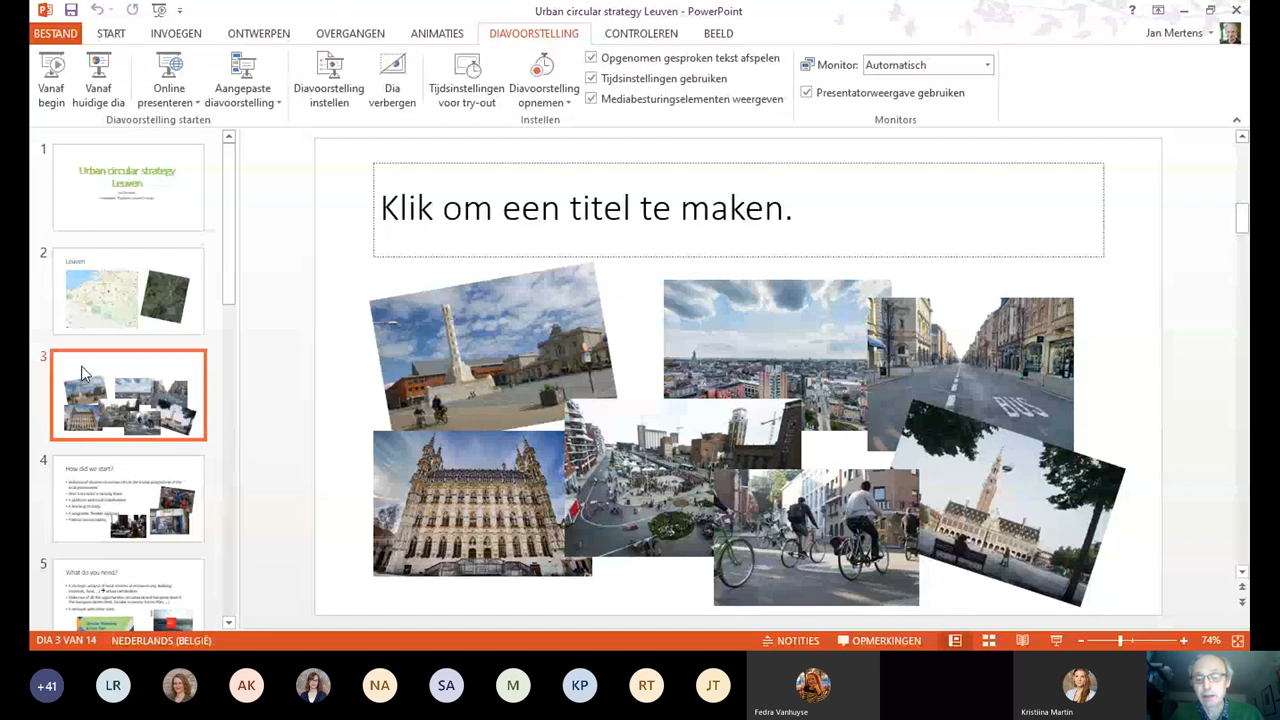 Urban circular strategy Leuven - PowerPoint
?
BESTAND START INVOEGEN ONTWERPEN OVERGANGEN ANIMATIES DIAVOORSTELLING CONTROLEREN BEELD Jan Mertens
Vanaf begin
Vanaf huidige dia
Online presenteren
Aangepaste diavoorstelling
Diavoorstelling instellen
Dia verbergen
Tijdsinstellingen voor try-out
Diavoorstelling opnemen
Opgenomen gesproken tekst afspelen
Tijdsinstellingen gebruiken
Mediabesturingselementen weergeven
Monitor: Automatisch
Presentatorweergave gebruiken
Diavoorstelling starten
Instellen
Monitors
1
Urban circular strategy
Leuven
2
Leuven
3
4
How did we start?
5
What do you need?
Klik om een titel te maken.
BUS
DIA 3 VAN 14 NEDERLANDS (BELGIË) NOTITIES OPMERKINGEN 74%
+41 LR AK NA SA M KP RT JT
Fedra Vanhuyse
Kristiina Martin